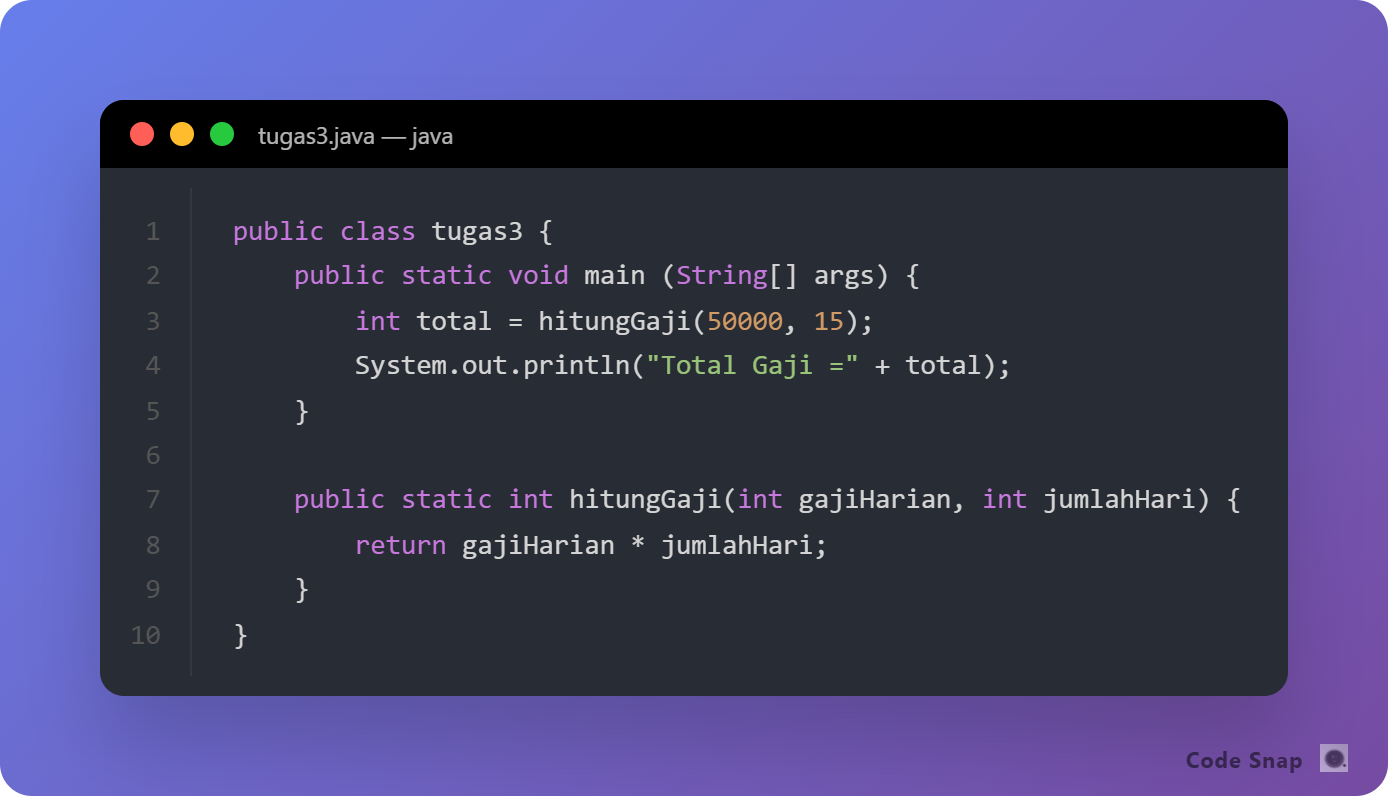 tugas3.java — java
1 public class tugas3 {
2 public static void main (String[] args) {
3 int total = hitungGaji(50000, 15);
4 System.out.println("Total Gaji =" + total);
5 }
6
7 public static int hitungGaji(int gajiHarian, int jumlahHari) {
8 return gajiHarian * jumlahHari;
9 }
10 }
Code Snap